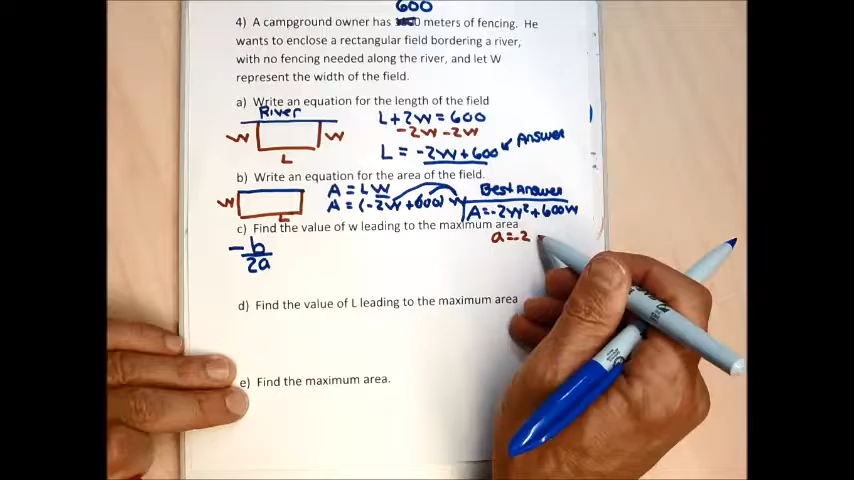 600
4) A campground owner has meters of fencing. He
wants to enclose a rectangular field bordering a river,
with no fencing needed along the river, and let W
represent the width of the field.
a) Write an equation for the length of the field
River
W W
L
L+2W=600
-2W -2W
L = -2W+600 Answer
b) Write an equation for the area of the field.
W
L
A = LW
A = (-2W+600)W
Best Answer
A=-2W²+600W
c) Find the value of w leading to the maximum area
a=-2
-b
2a
d) Find the value of L leading to the maximum area
e) Find the maximum area.